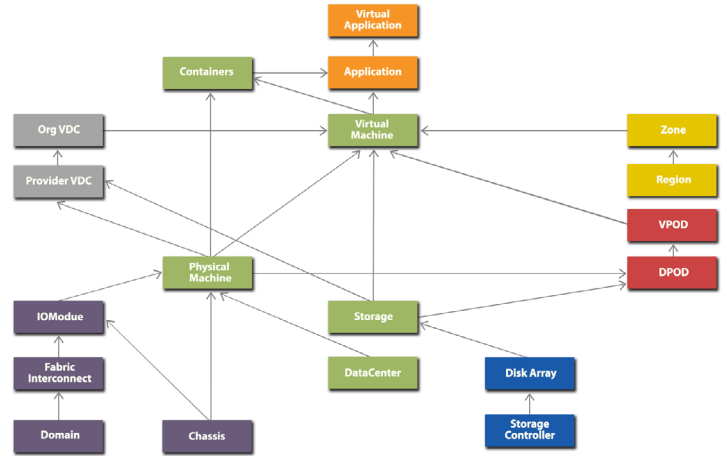 Virtual
Application
Containers
Application
Org VDC
Virtual
Machine
Zone
Provider VDC
Region
VPOD
Physical
Machine
DPOD
IOModue
Storage
Fabric
Interconnect
DataCenter
Disk Array
Domain
Chassis
Storage
Controller